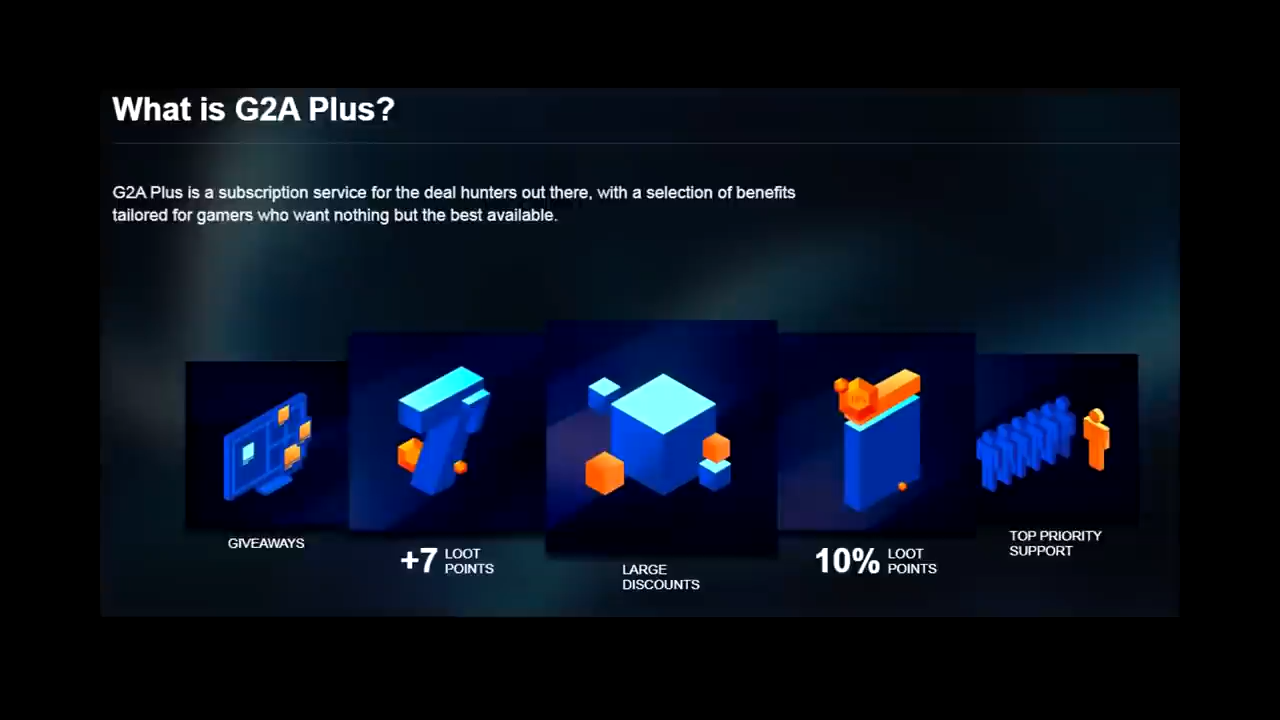 What is G2A Plus?
G2A Plus is a subscription service for the deal hunters out there, with a selection of benefits
tailored for gamers who want nothing but the best available.
GIVEAWAYS
+7 LOOT
POINTS
LARGE
DISCOUNTS
10% LOOT
POINTS
TOP PRIORITY
SUPPORT